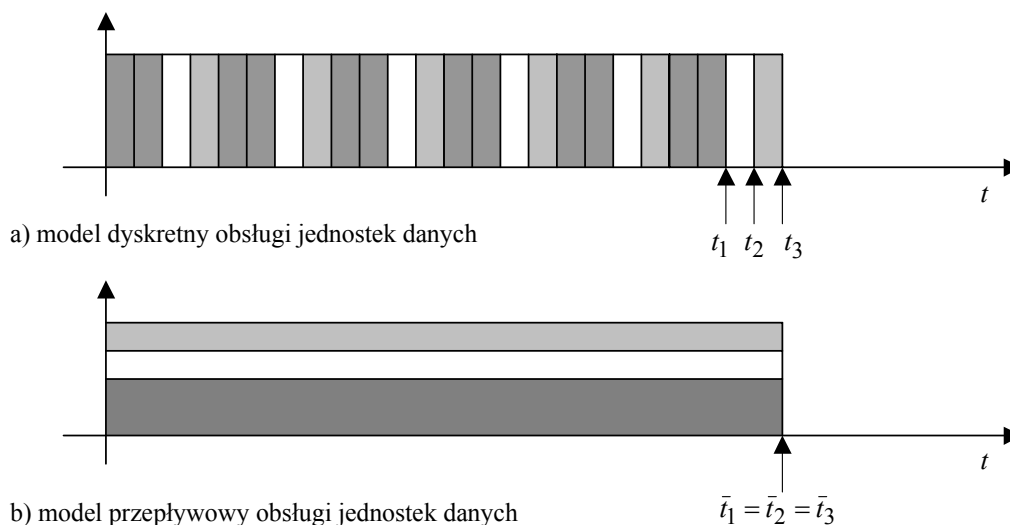 t
a) model dyskretny obsługi jednostek danych
t₁ t₂ t₃
t
b) model przepływowy obsługi jednostek danych
t̄₁ = t̄₂ = t̄₃